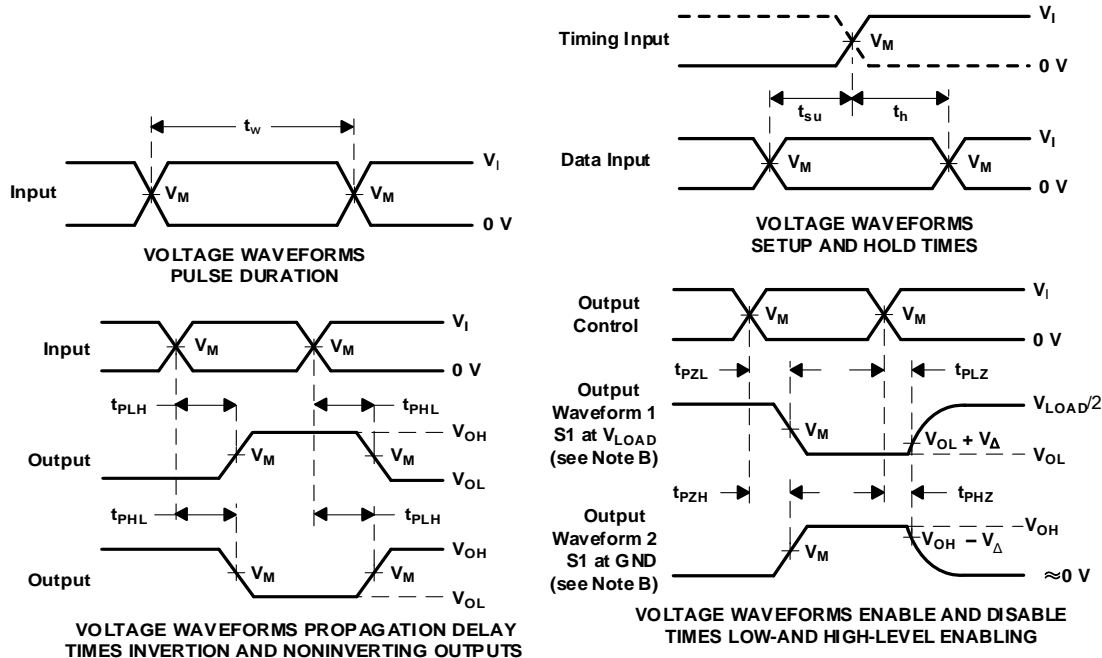 t_w
V_I
Input
V_M
V_M
0 V
VOLTAGE WAVEFORMS
PULSE DURATION
V_I
Timing Input
V_M
0 V
t_su
t_h
V_I
Data Input
V_M
V_M
0 V
VOLTAGE WAVEFORMS
SETUP AND HOLD TIMES
V_I
Input
V_M
V_M
0 V
t_PLH
t_PHL
V_OH
Output
V_M
V_M
V_OL
t_PHL
t_PLH
V_OH
Output
V_M
V_M
V_OL
VOLTAGE WAVEFORMS PROPAGATION DELAY
TIMES INVERTION AND NONINVERTING OUTPUTS
V_I
Output
Control
V_M
V_M
0 V
t_PZL
t_PLZ
Output
Waveform 1
S1 at V_LOAD
(see Note B)
V_LOAD/2
V_M
V_OL + V_Δ
V_OL
t_PZH
t_PHZ
Output
Waveform 2
S1 at GND
(see Note B)
V_OH
V_M
V_OH − V_Δ
≈0 V
VOLTAGE WAVEFORMS ENABLE AND DISABLE
TIMES LOW-AND HIGH-LEVEL ENABLING